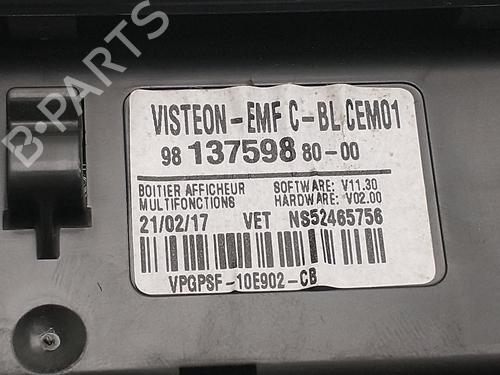 VISTEON-EMF C-BL CEM01
98 137598 80-00
BOITIER AFFICHEUR SOFTWARE: V11.30
MULTIFONCTIONS HARDWARE: V02.00
21/02/17 VET NS52465756
VPGPSF-10E902-CB
B-PARTS